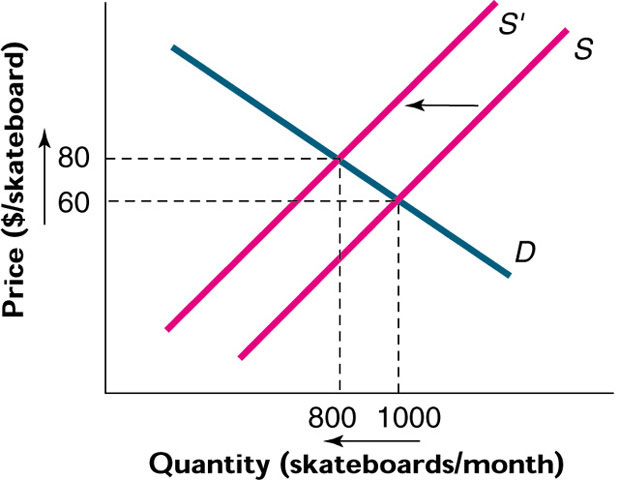 S'
S
Price ($/skateboard)
80
60
D
800 1000
Quantity (skateboards/month)